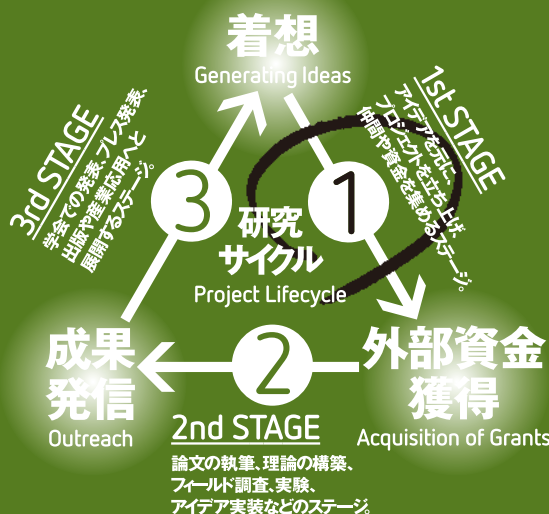 着想
Generating Ideas
1st STAGE
アイデアを元に、
プロジェクトを立ち上げ、
仲間や資金を集めるステージ。
3rd STAGE
学会での発表、プレス発表、
出版や産業応用へと
展開するステージ。
3
1
研究
サイクル
Project Lifecycle
成果
発信
Outreach
2
外部資金
獲得
Acquisition of Grants
2nd STAGE
論文の執筆、理論の構築、
フィールド調査、実験、
アイデア実装などのステージ。